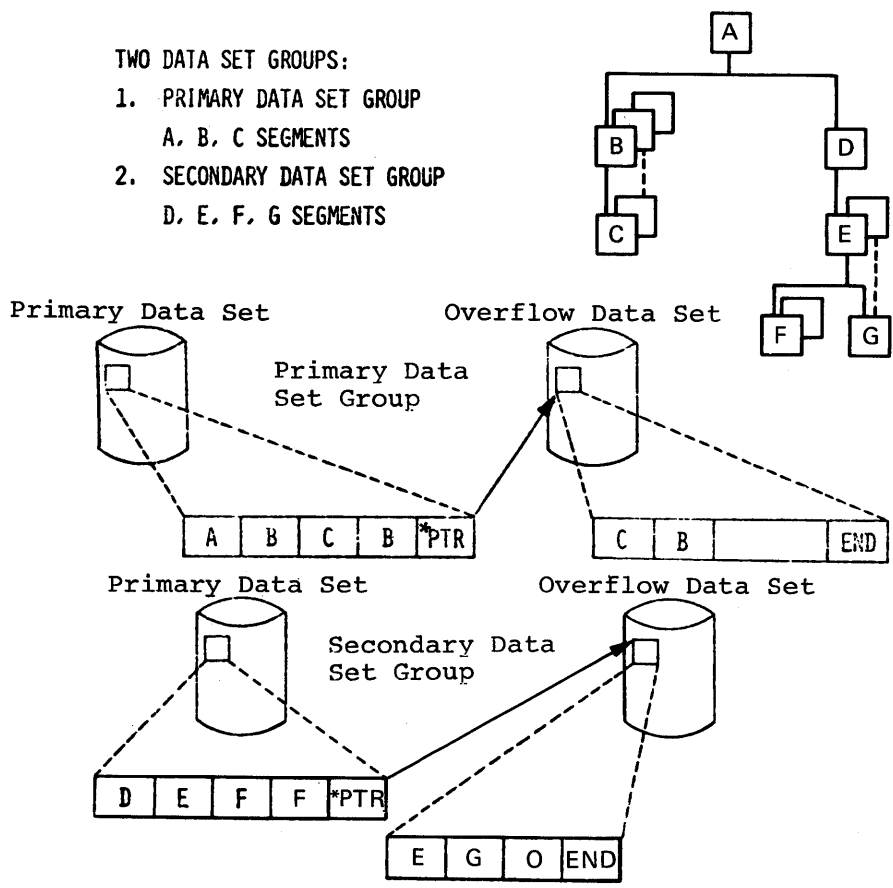 TWO DATA SET GROUPS:
1. PRIMARY DATA SET GROUP
A, B, C SEGMENTS
2. SECONDARY DATA SET GROUP
D, E, F, G SEGMENTS
A
B
D
C
E
F
G
Primary Data Set
Overflow Data Set
Primary Data
Set Group
A B C B *PTR
C B END
Primary Data Set
Overflow Data Set
Secondary Data
Set Group
D E F F *PTR
E G O END